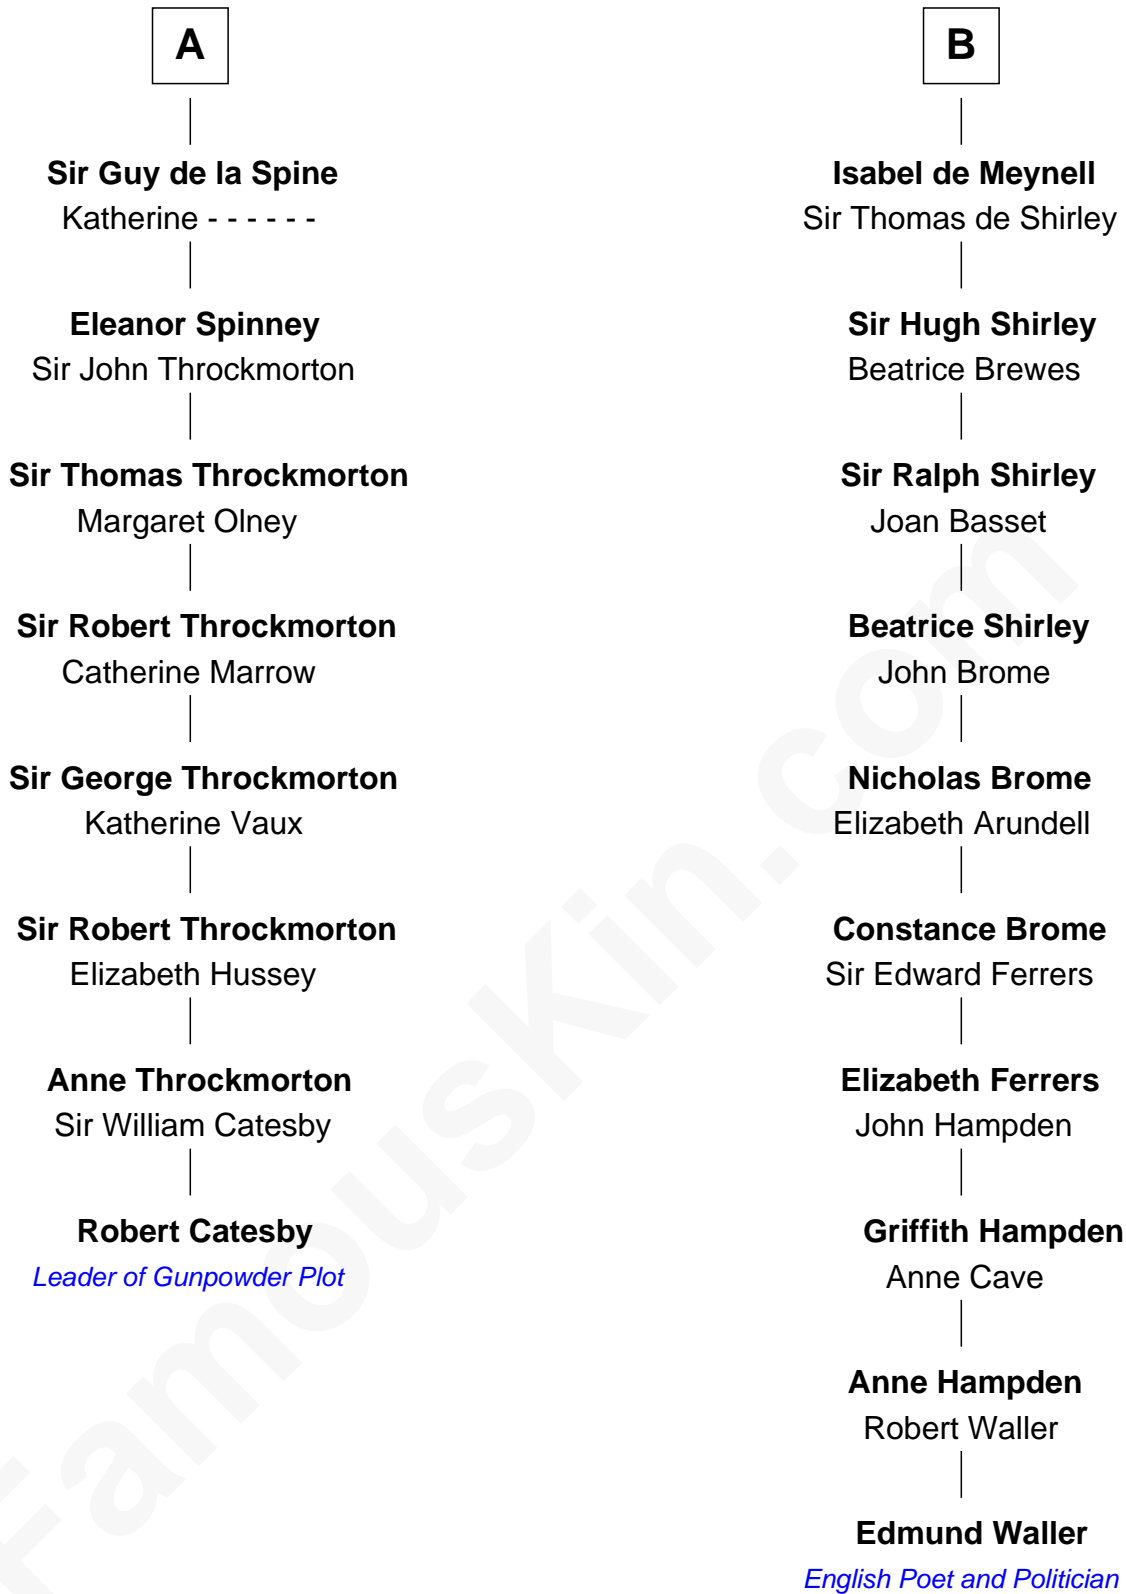 A
Sir Guy de la Spine
Katherine - - - - - -
Eleanor Spinney
Sir John Throckmorton
Sir Thomas Throckmorton
Margaret Olney
Sir Robert Throckmorton
Catherine Marrow
Sir George Throckmorton
Katherine Vaux
Sir Robert Throckmorton
Elizabeth Hussey
Anne Throckmorton
Sir William Catesby
Robert Catesby
Leader of Gunpowder Plot
B
Isabel de Meynell
Sir Thomas de Shirley
Sir Hugh Shirley
Beatrice Brewes
Sir Ralph Shirley
Joan Basset
Beatrice Shirley
John Brome
Nicholas Brome
Elizabeth Arundell
Constance Brome
Sir Edward Ferrers
Elizabeth Ferrers
John Hampden
Griffith Hampden
Anne Cave
Anne Hampden
Robert Waller
Edmund Waller
English Poet and Politician
FamousKin.com